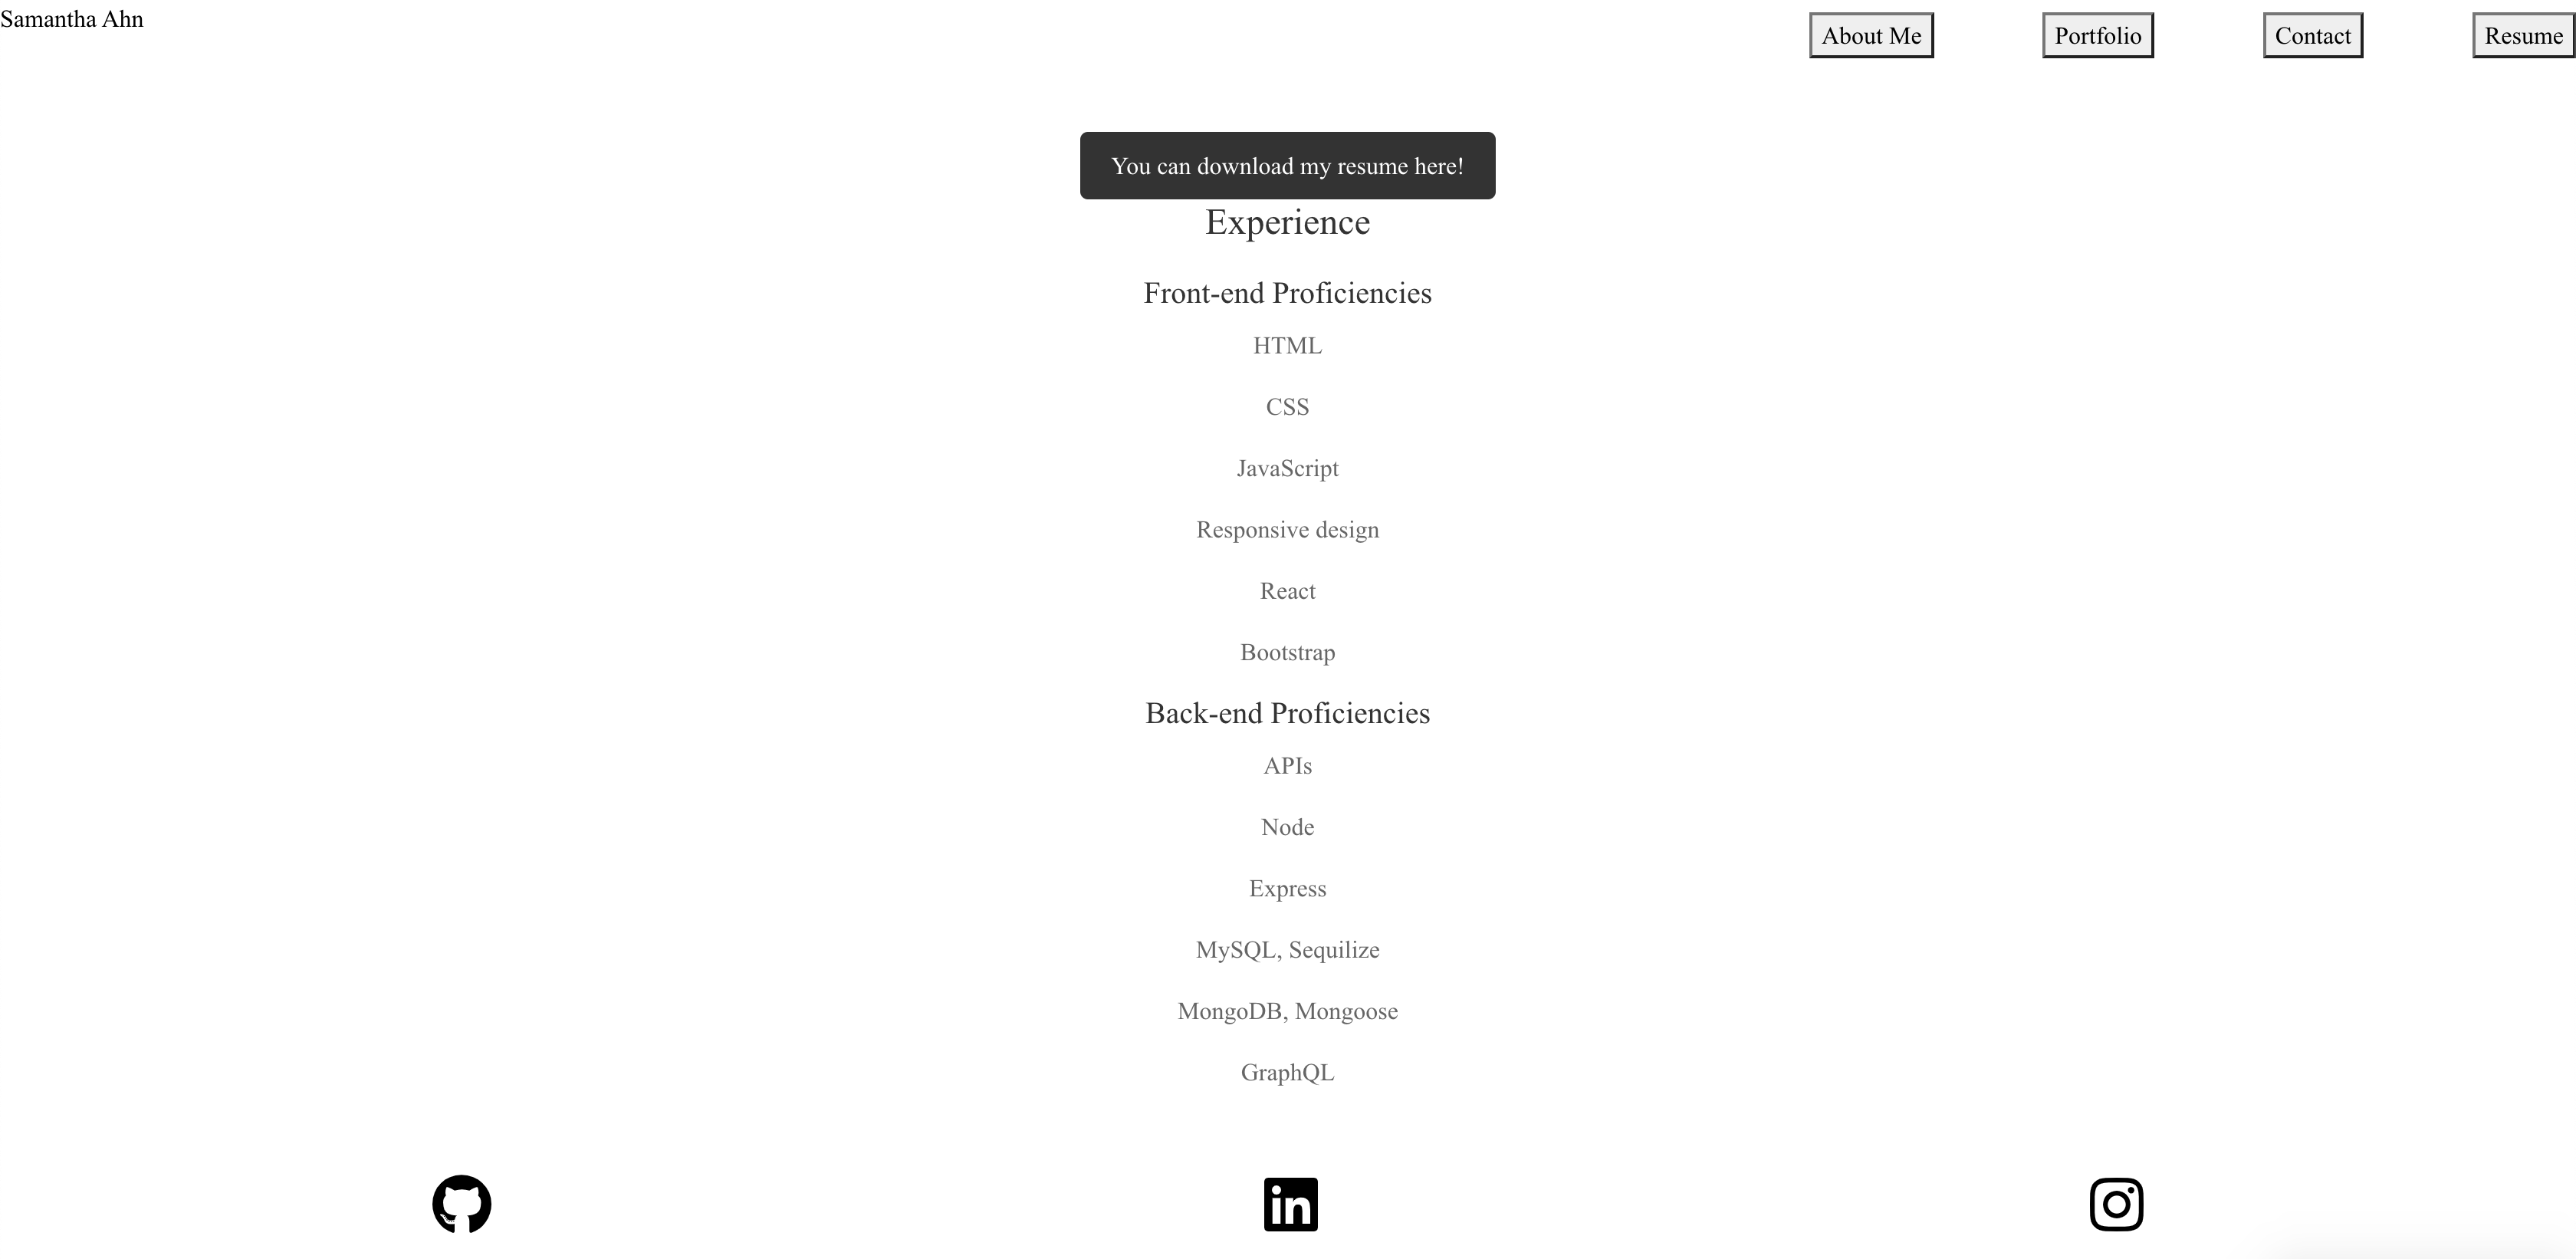 Samantha Ahn
About Me Portfolio Contact Resume
You can download my resume here!
Experience
Front-end Proficiencies
HTML
CSS
JavaScript
Responsive design
React
Bootstrap
Back-end Proficiencies
APIs
Node
Express
MySQL, Sequilize
MongoDB, Mongoose
GraphQL
in